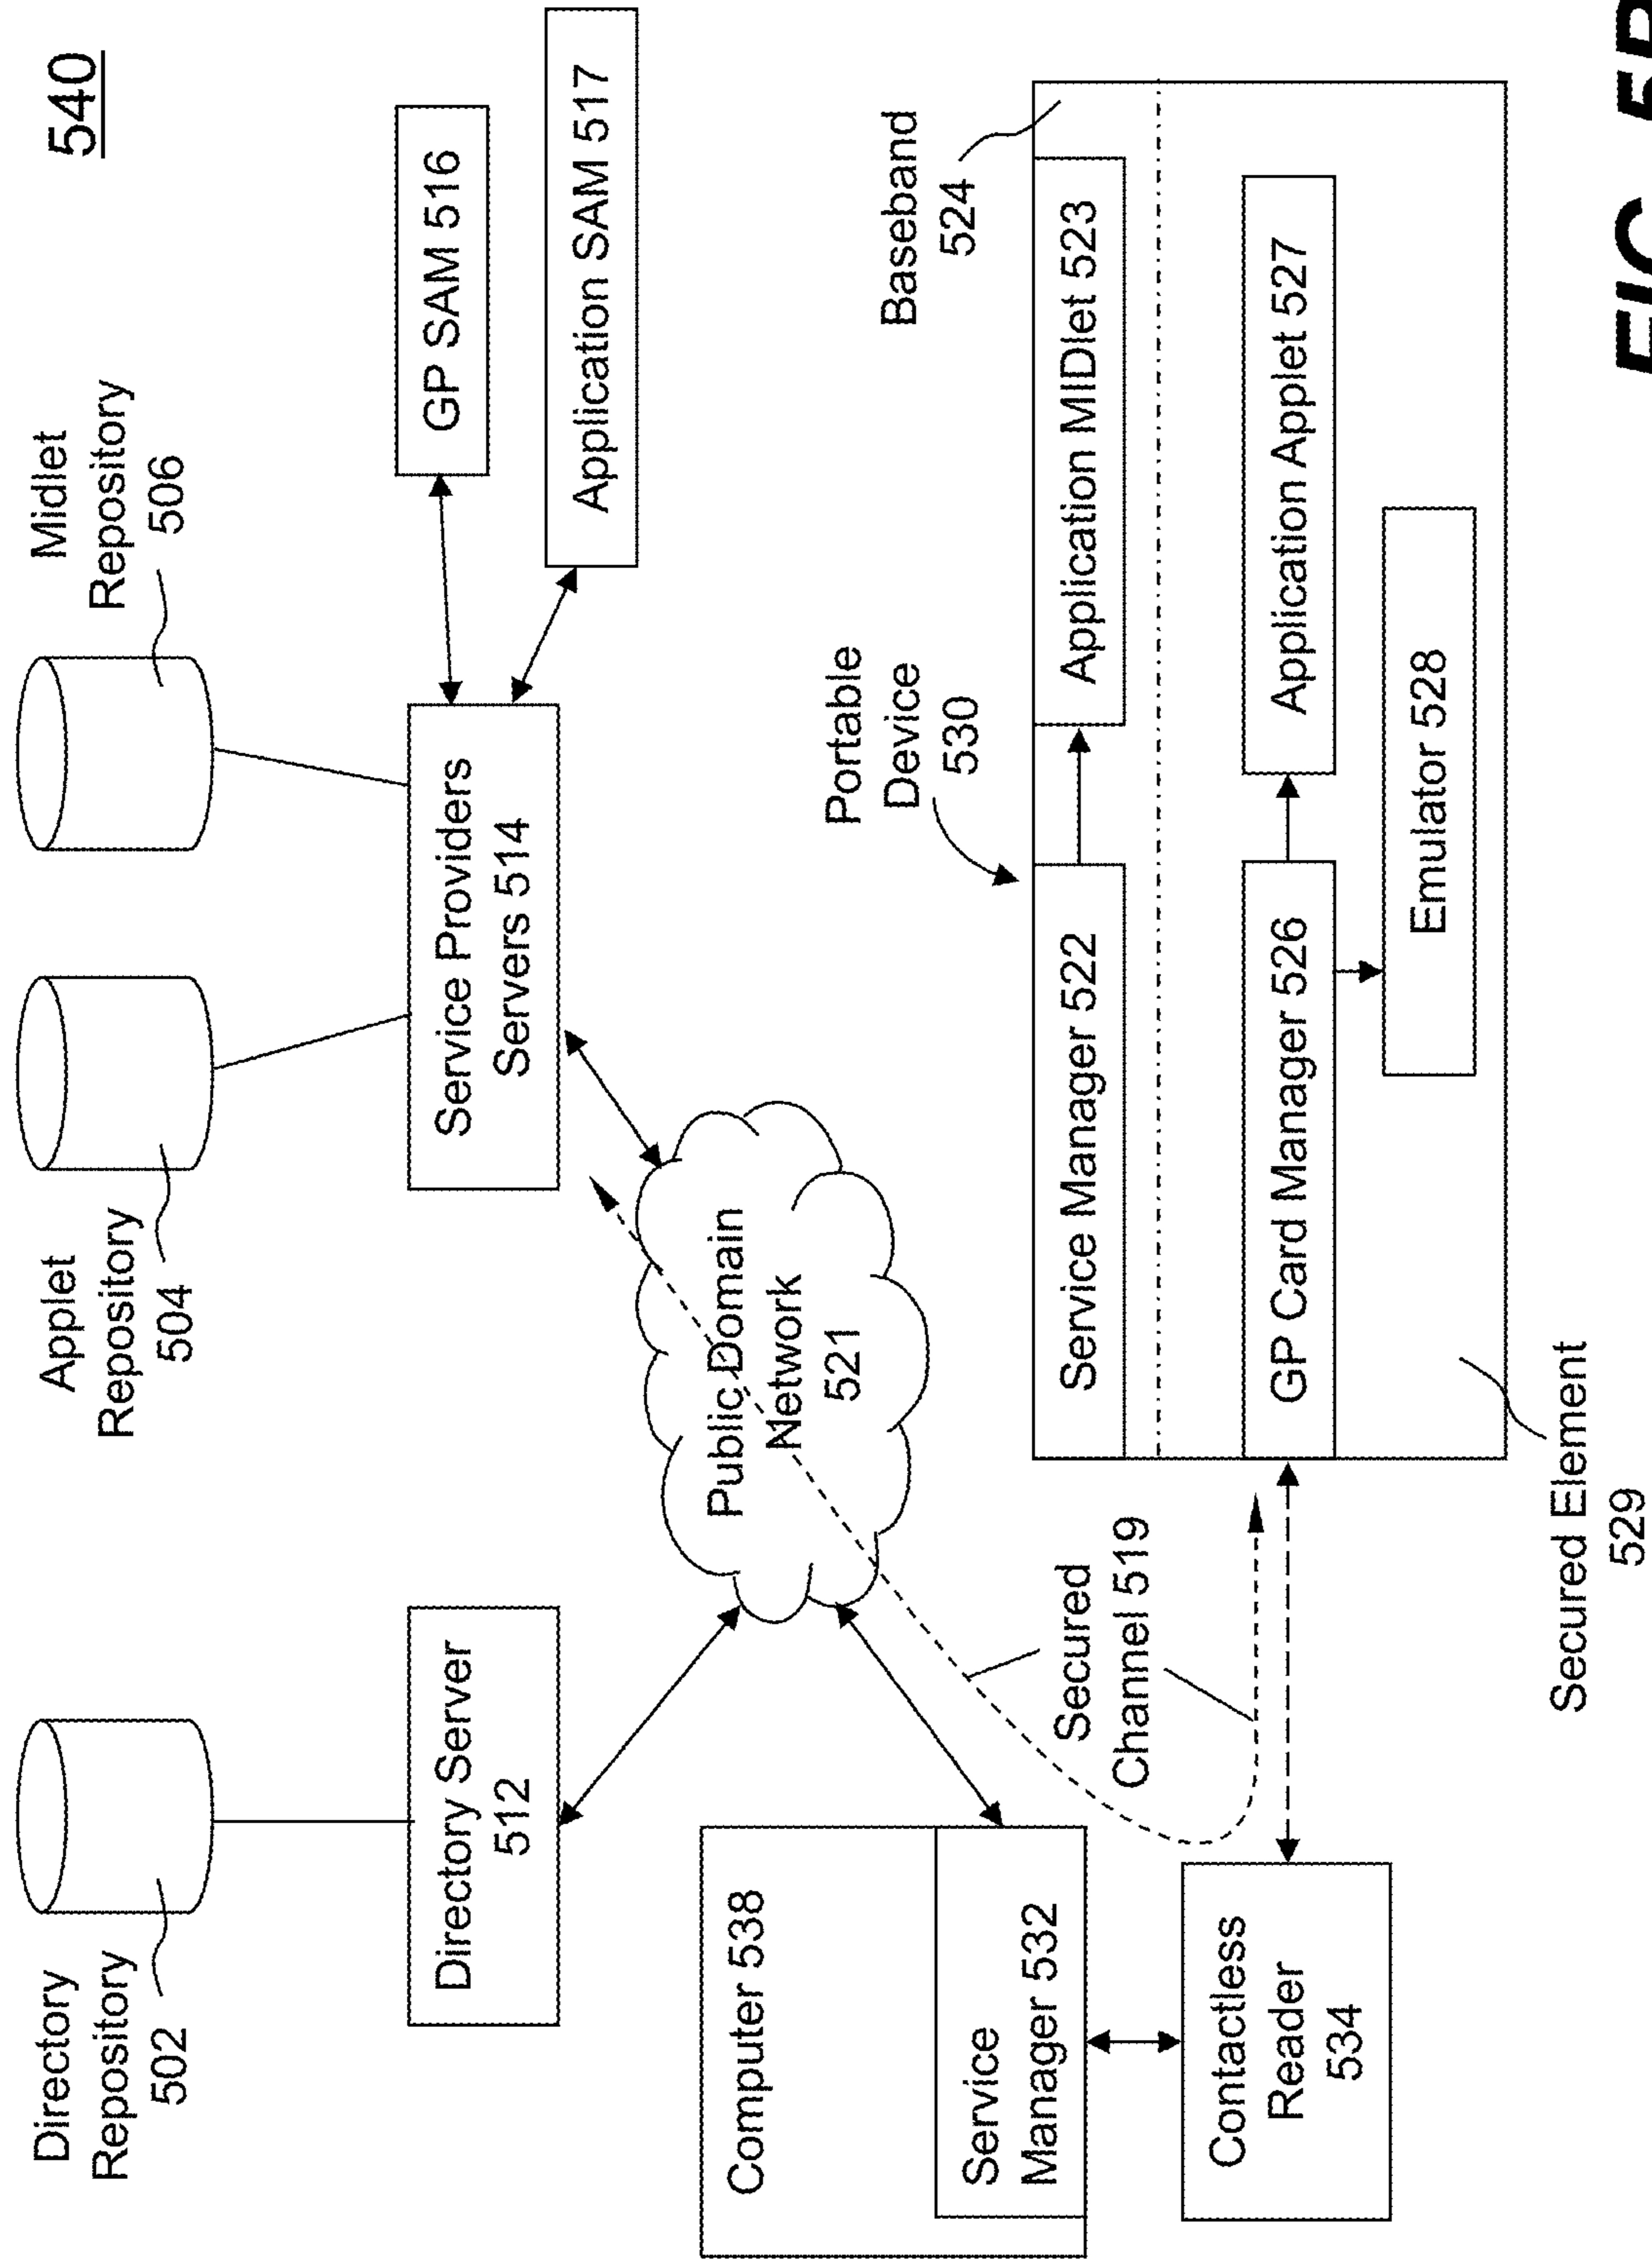 540
Directory
Repository
502
Applet
Repository
504
Midlet
Repository
506
Directory Server
512
Service Providers
Servers 514
GP SAM 516
Application SAM 517
Public Domain
Network
521
Computer 538
Service
Manager 532
Contactless
Reader
534
Secured
Channel 519
Portable
Device
530
Baseband
524
Service Manager 522
Application MIDlet 523
GP Card Manager 526
Application Applet 527
Emulator 528
Secured Element
529
FIG. 5B